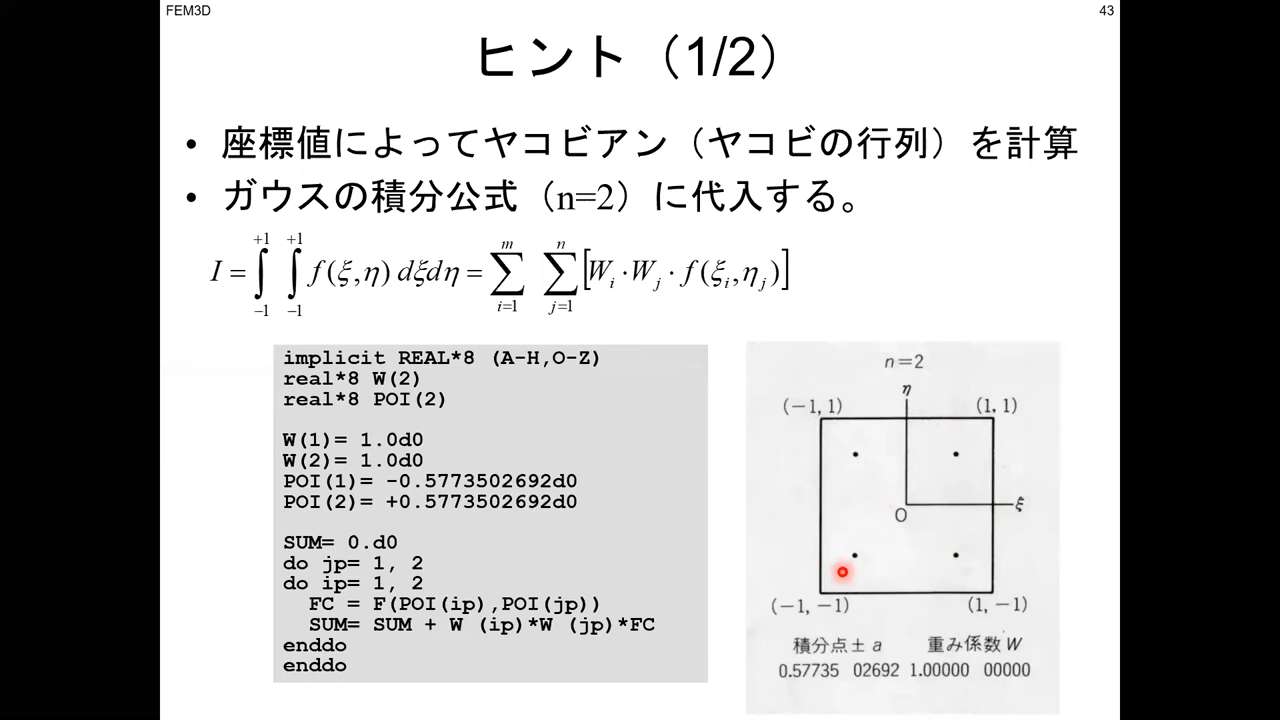 FEM3D
43
ヒント（1/2）
• 座標値によってヤコビアン（ヤコビの行列）を計算
• ガウスの積分公式（n=2）に代入する。
I = ∫_{-1}^{+1} ∫_{-1}^{+1} f(ξ,η) dξdη = Σ_{i=1}^{m} Σ_{j=1}^{n} [W_i · W_j · f(ξ_i,η_j)]
implicit REAL*8 (A-H,O-Z)
real*8 W(2)
real*8 POI(2)
W(1)= 1.0d0
W(2)= 1.0d0
POI(1)= -0.5773502692d0
POI(2)= +0.5773502692d0
SUM= 0.d0
do jp= 1, 2
do ip= 1, 2
FC = F(POI(ip),POI(jp))
SUM= SUM + W (ip)*W (jp)*FC
enddo
enddo
n=2
η
(-1, 1) (1, 1)
O ξ
(-1, -1) (1, -1)
積分点± a 重み係数 W
0.57735 02692 1.00000 00000